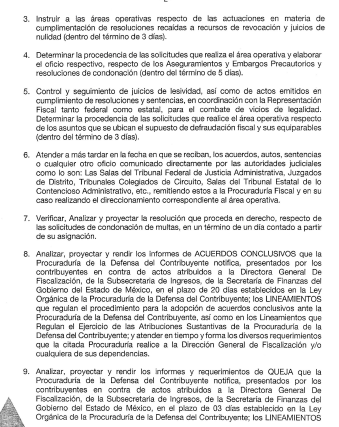 3. Instruir a las áreas operativas respecto de las actuaciones en materia de
cumplimentación de resoluciones recaídas a recursos de revocación y juicios de
nulidad (dentro del término de 3 días).
4. Determinar la procedencia de las solicitudes que realiza el área operativa y elaborar
el oficio respectivo, respecto de los Aseguramientos y Embargos Precautorios y
resoluciones de condonación (dentro del término de 5 días).
5. Control y seguimiento de juicios de lesividad, así como de actos emitidos en
cumplimiento de resoluciones y sentencias, en coordinación con la Representación
Fiscal tanto federal como estatal, para el combate de vicios de legalidad.
Determinar la procedencia de las solicitudes que realice el área operativa respecto
de los asuntos que se ubican el supuesto de defraudación fiscal y sus equiparables
(dentro del término de 3 días).
6. Atender a más tardar en la fecha en que se reciban, los acuerdos, autos, sentencias
o cualquier otro oficio comunicado directamente por las autoridades judiciales
como lo son: Las Salas del Tribunal Federal de Justicia Administrativa, Juzgados
de Distrito, Tribunales Colegiados de Circuito, Salas del Tribunal Estatal de lo
Contencioso Administrativo, etc., remitiendo estos a la Procuraduría Fiscal y en su
caso realizando el direccionamiento correspondiente al área operativa.
7. Verificar, Analizar y proyectar la resolución que proceda en derecho, respecto de
las solicitudes de condonación de multas, en un término de un día contado a partir
de su asignación.
8. Analizar, proyectar y rendir los informes de ACUERDOS CONCLUSIVOS que la
Procuraduría de la Defensa del Contribuyente notifica, presentados por los
contribuyentes en contra de actos atribuidos a la Directora General De
Fiscalización, de la Subsecretaria de Ingresos, de la Secretaría de Finanzas del
Gobierno del Estado de México, en el plazo de 20 días establecidos en la Ley
Orgánica de la Procuraduría de la Defensa del Contribuyente; los LINEAMIENTOS
que regulan el procedimiento para la adopción de acuerdos conclusivos ante la
Procuraduría de la Defensa del Contribuyente, así como en los Lineamientos que
Regulan el Ejercicio de las Atribuciones Sustantivas de la Procuraduría de la
Defensa del Contribuyente; y atender en tiempo y forma los diversos requerimientos
que la citada Procuraduría realice a la Dirección General de Fiscalización y/o
cualquiera de sus dependencias.
9. Analizar, proyectar y rendir los informes y requerimientos de QUEJA que la
Procuraduría de la Defensa del Contribuyente notifica, presentados por los
contribuyentes en contra de actos atribuidos a la Directora General De
Fiscalización, de la Subsecretaria de Ingresos, de la Secretaría de Finanzas del
Gobierno del Estado de México, en el plazo de 03 días establecidos en la Ley
Orgánica de la Procuraduría de la Defensa del Contribuyente; los LINEAMIENTOS